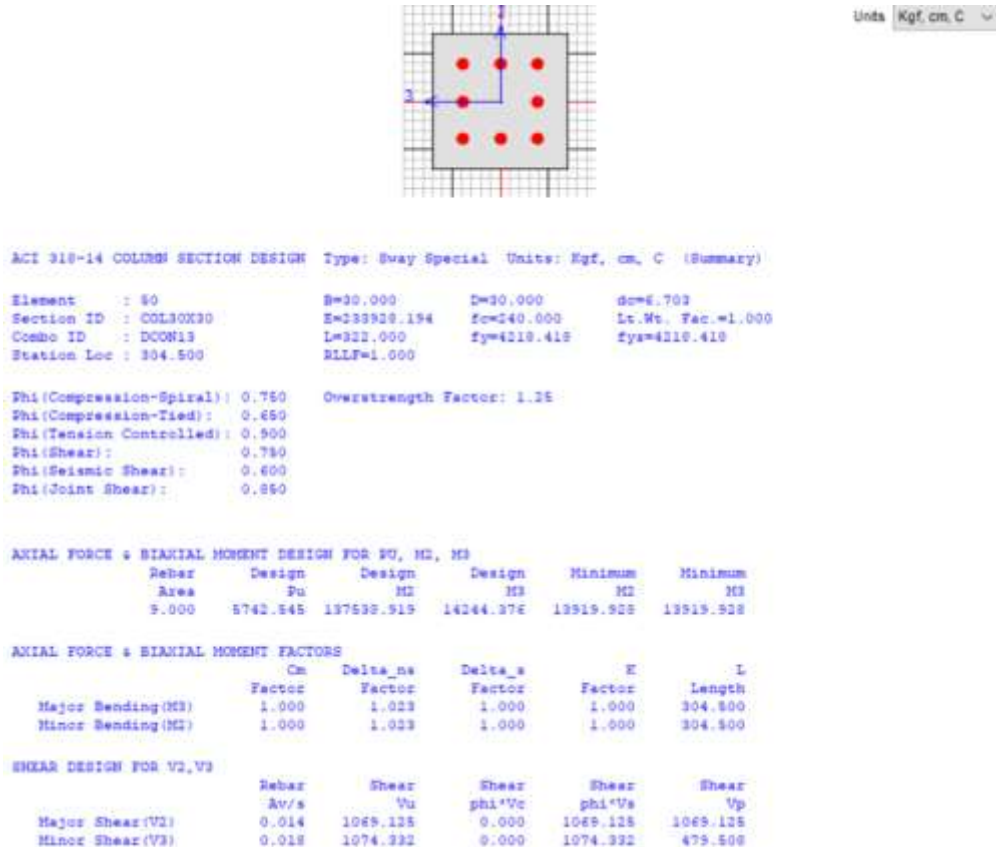 Units Kgf, cm, C
3
ACI 318-14 COLUMN SECTION DESIGN Type: Sway Special Units: Kgf, cm, C (Summary)
Element : 50 B=30.000 D=30.000 dc=6.703
Section ID : COL30X30 E=233928.194 fc=240.000 Lt.Wt. Fac.=1.000
Combo ID : DCON13 L=322.000 fy=4218.418 fys=4218.418
Station Loc : 304.500 RLLF=1.000
Phi(Compression-Spiral): 0.750 Overstrength Factor: 1.25
Phi(Compression-Tied): 0.650
Phi(Tension Controlled): 0.900
Phi(Shear): 0.750
Phi(Seismic Shear): 0.600
Phi(Joint Shear): 0.850
AXIAL FORCE & BIAXIAL MOMENT DESIGN FOR PU, M2, M3
Rebar Design Design Design Minimum Minimum
Area Pu M2 M3 M2 M3
9.000 5742.545 137538.919 14244.376 13919.928 13919.928
AXIAL FORCE & BIAXIAL MOMENT FACTORS
Cm Delta_ns Delta_s K L
Factor Factor Factor Factor Length
Major Bending(M3) 1.000 1.023 1.000 1.000 304.500
Minor Bending(M2) 1.000 1.023 1.000 1.000 304.500
SHEAR DESIGN FOR V2,V3
Rebar Shear Shear Shear Shear
Av/s Vu phi*Vc phi*Vs Vp
Major Shear(V2) 0.014 1069.125 0.000 1069.125 1069.125
Minor Shear(V3) 0.018 1074.332 0.000 1074.332 479.508